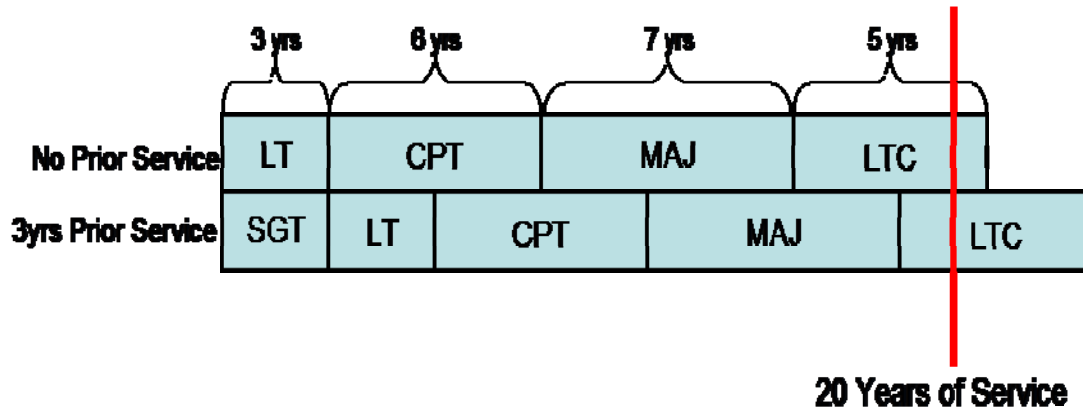 3 yrs 6 yrs 7 yrs 5 yrs
No Prior Service LT CPT MAJ LTC
3yrs Prior Service SGT LT CPT MAJ LTC
20 Years of Service